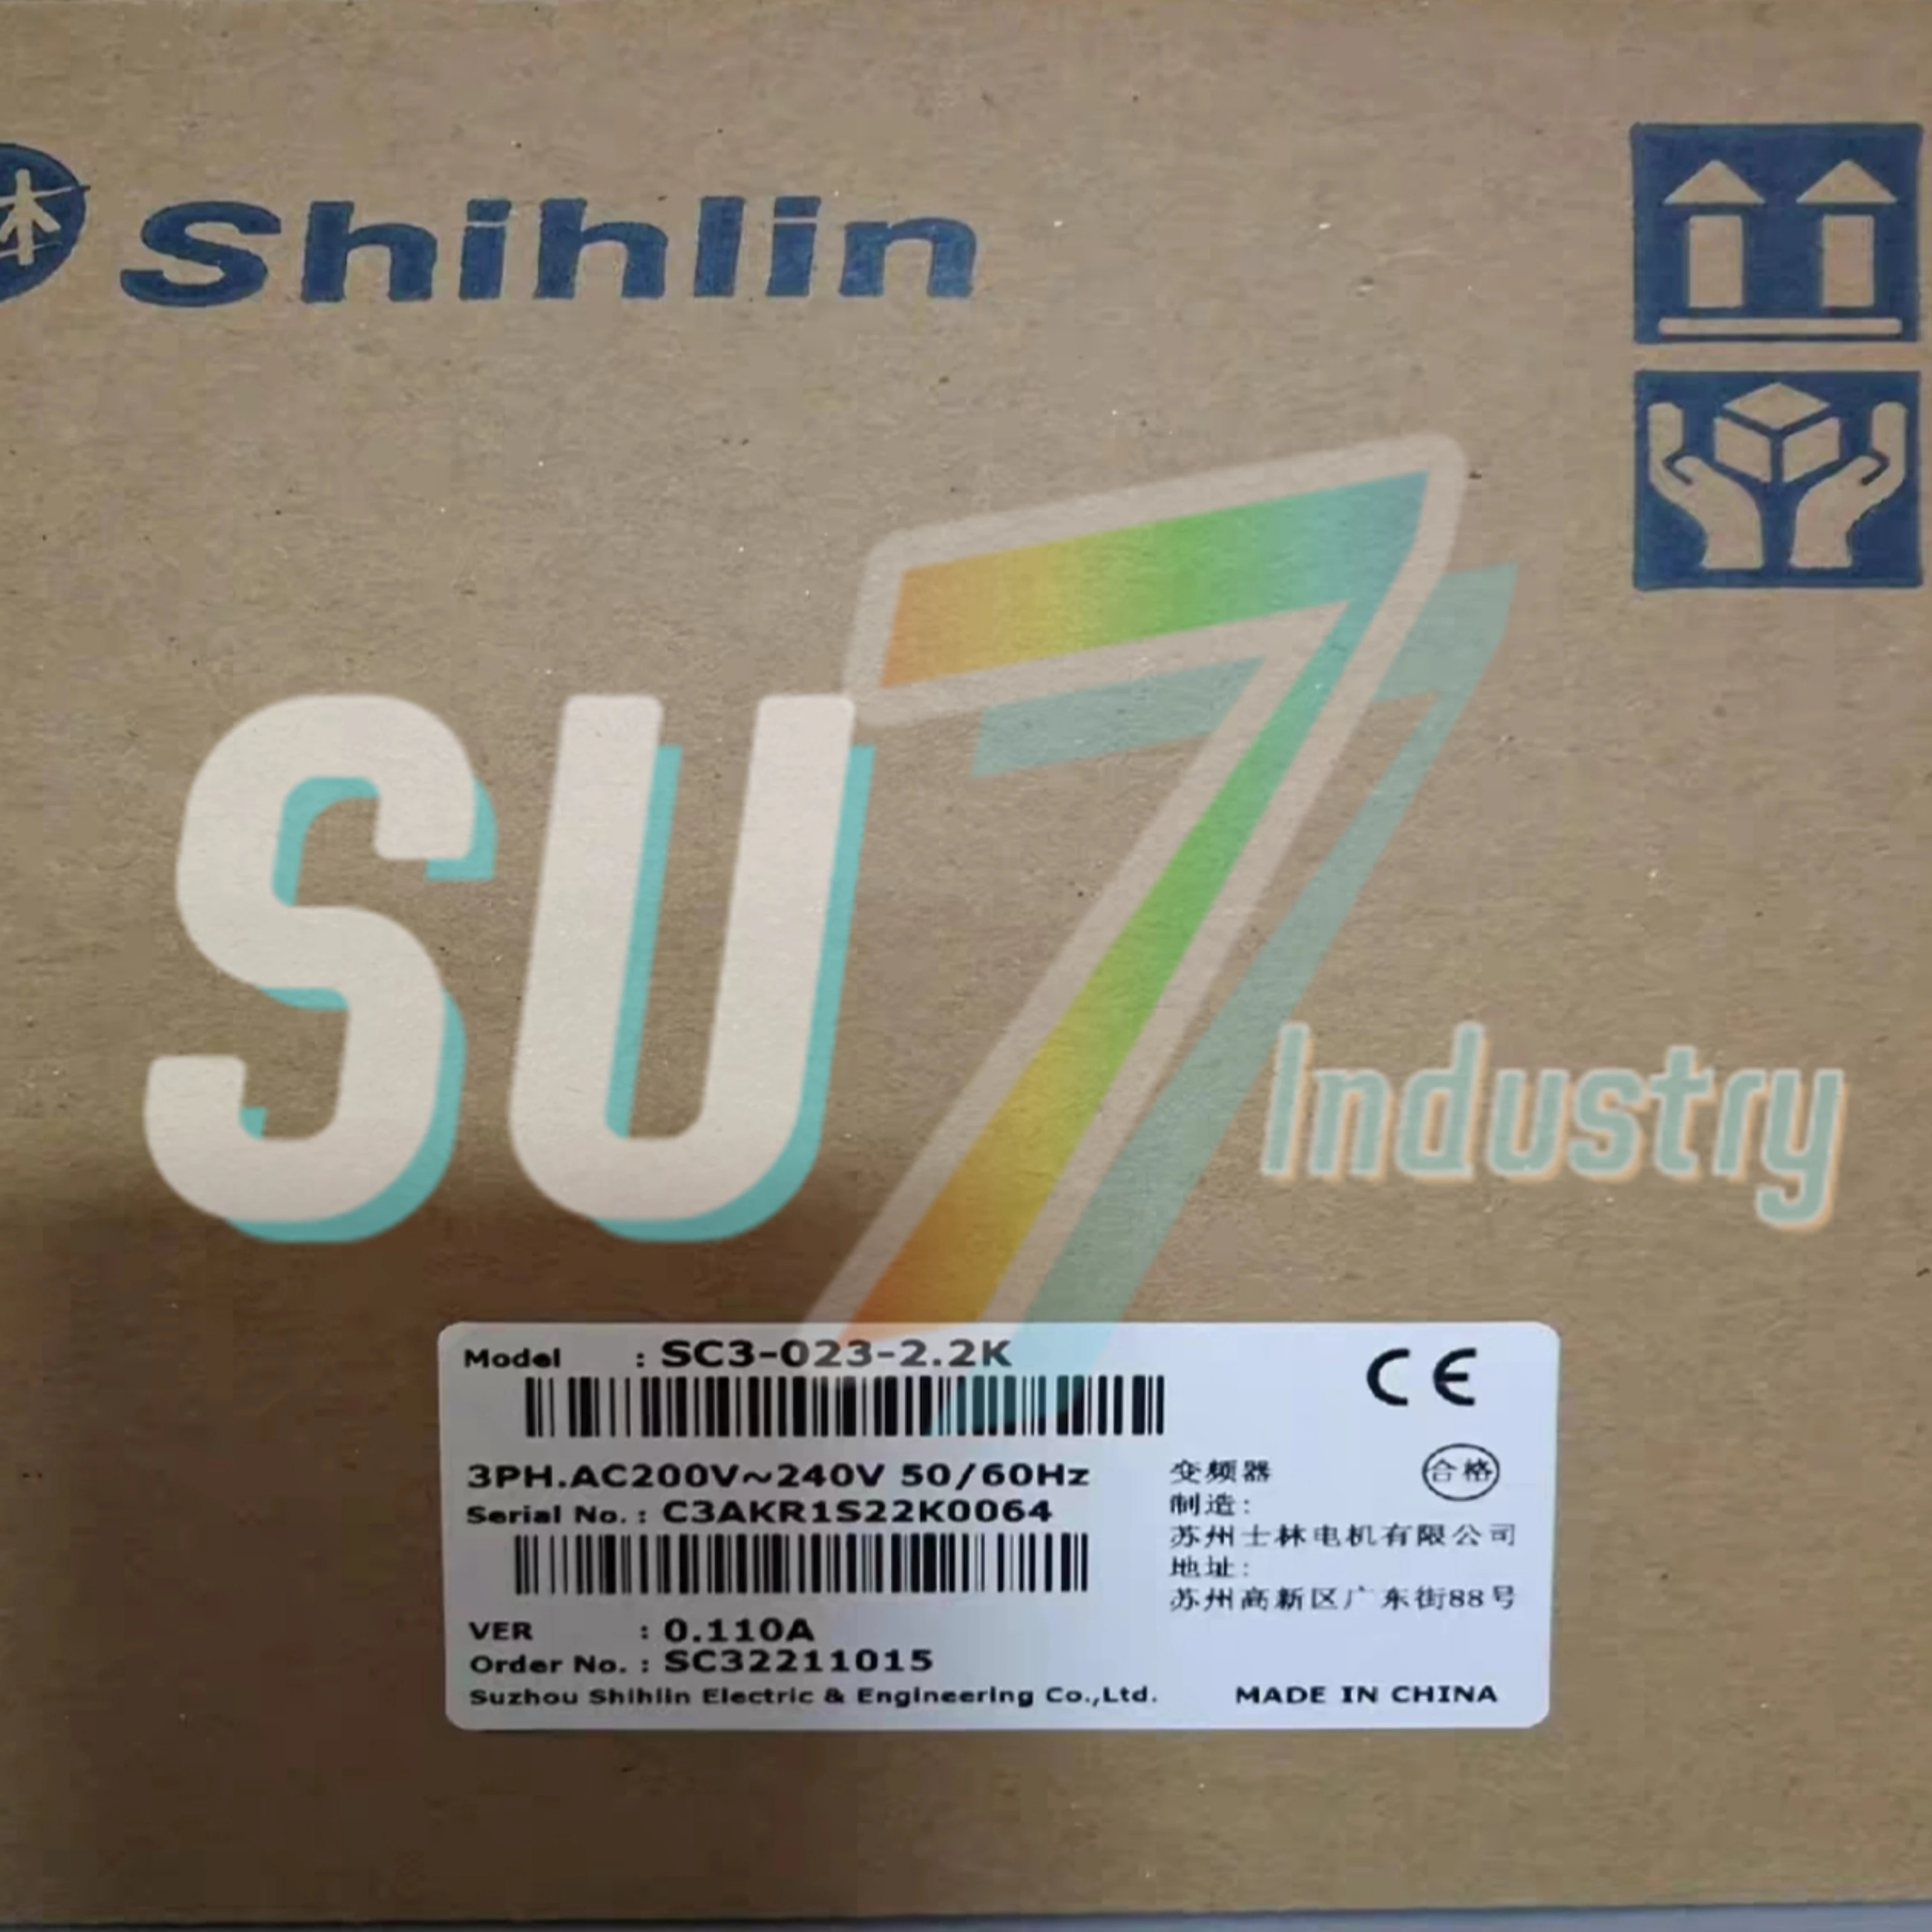 Shihlin
SU7
Industry
Model : SC3-023-2.2K
CE
3PH.AC200V~240V 50/60Hz
Serial No. : C3AKR1S22K0064
变频器
合格
制造:
苏州士林电机有限公司
地址:
苏州高新区广东街88号
VER : 0.110A
Order No. : SC32211015
Suzhou Shihlin Electric & Engineering Co.,Ltd.
MADE IN CHINA